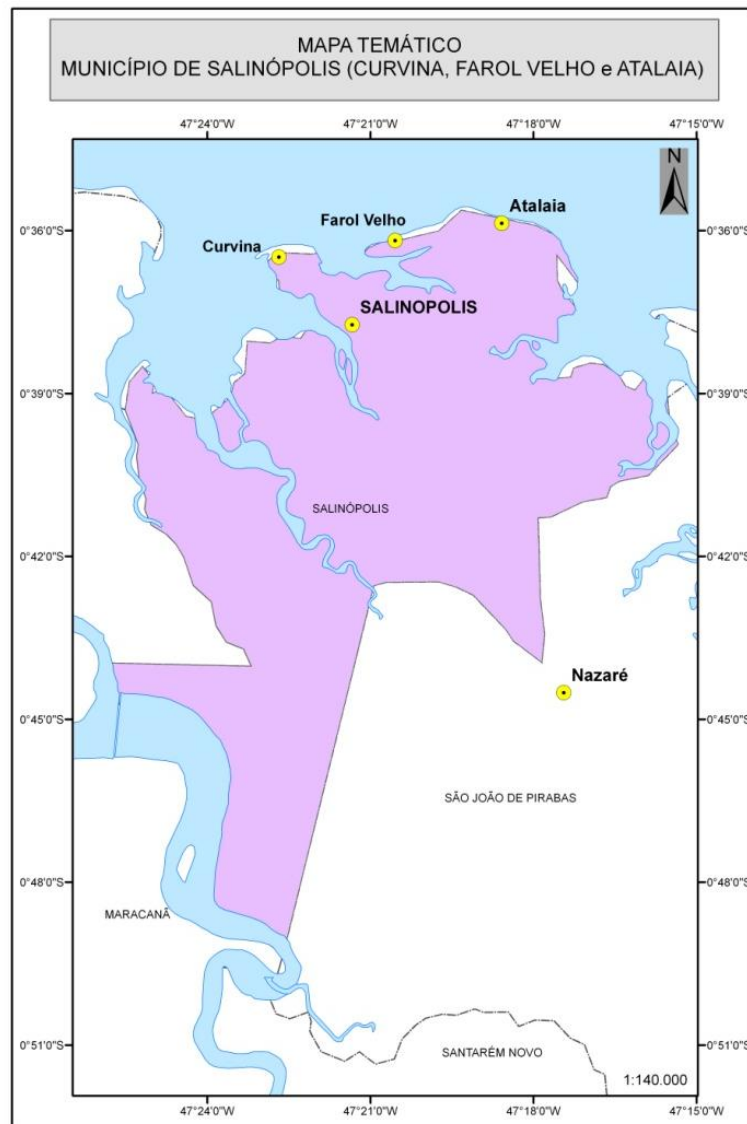 MAPA TEMÁTICO
MUNICÍPIO DE SALINÓPOLIS (CURVINA, FAROL VELHO e ATALAIA)
47°24'0"W 47°21'0"W 47°18'0"W 47°15'0"W
N
Atalaia
Farol Velho
0°36'0"S 0°36'0"S
Curvina
SALINOPOLIS
0°39'0"S 0°39'0"S
SALINÓPOLIS
0°42'0"S 0°42'0"S
Nazaré
0°45'0"S 0°45'0"S
SÃO JOÃO DE PIRABAS
0°48'0"S 0°48'0"S
MARACANÃ
0°51'0"S 0°51'0"S
SANTARÉM NOVO
1:140.000
47°24'0"W 47°21'0"W 47°18'0"W 47°15'0"W